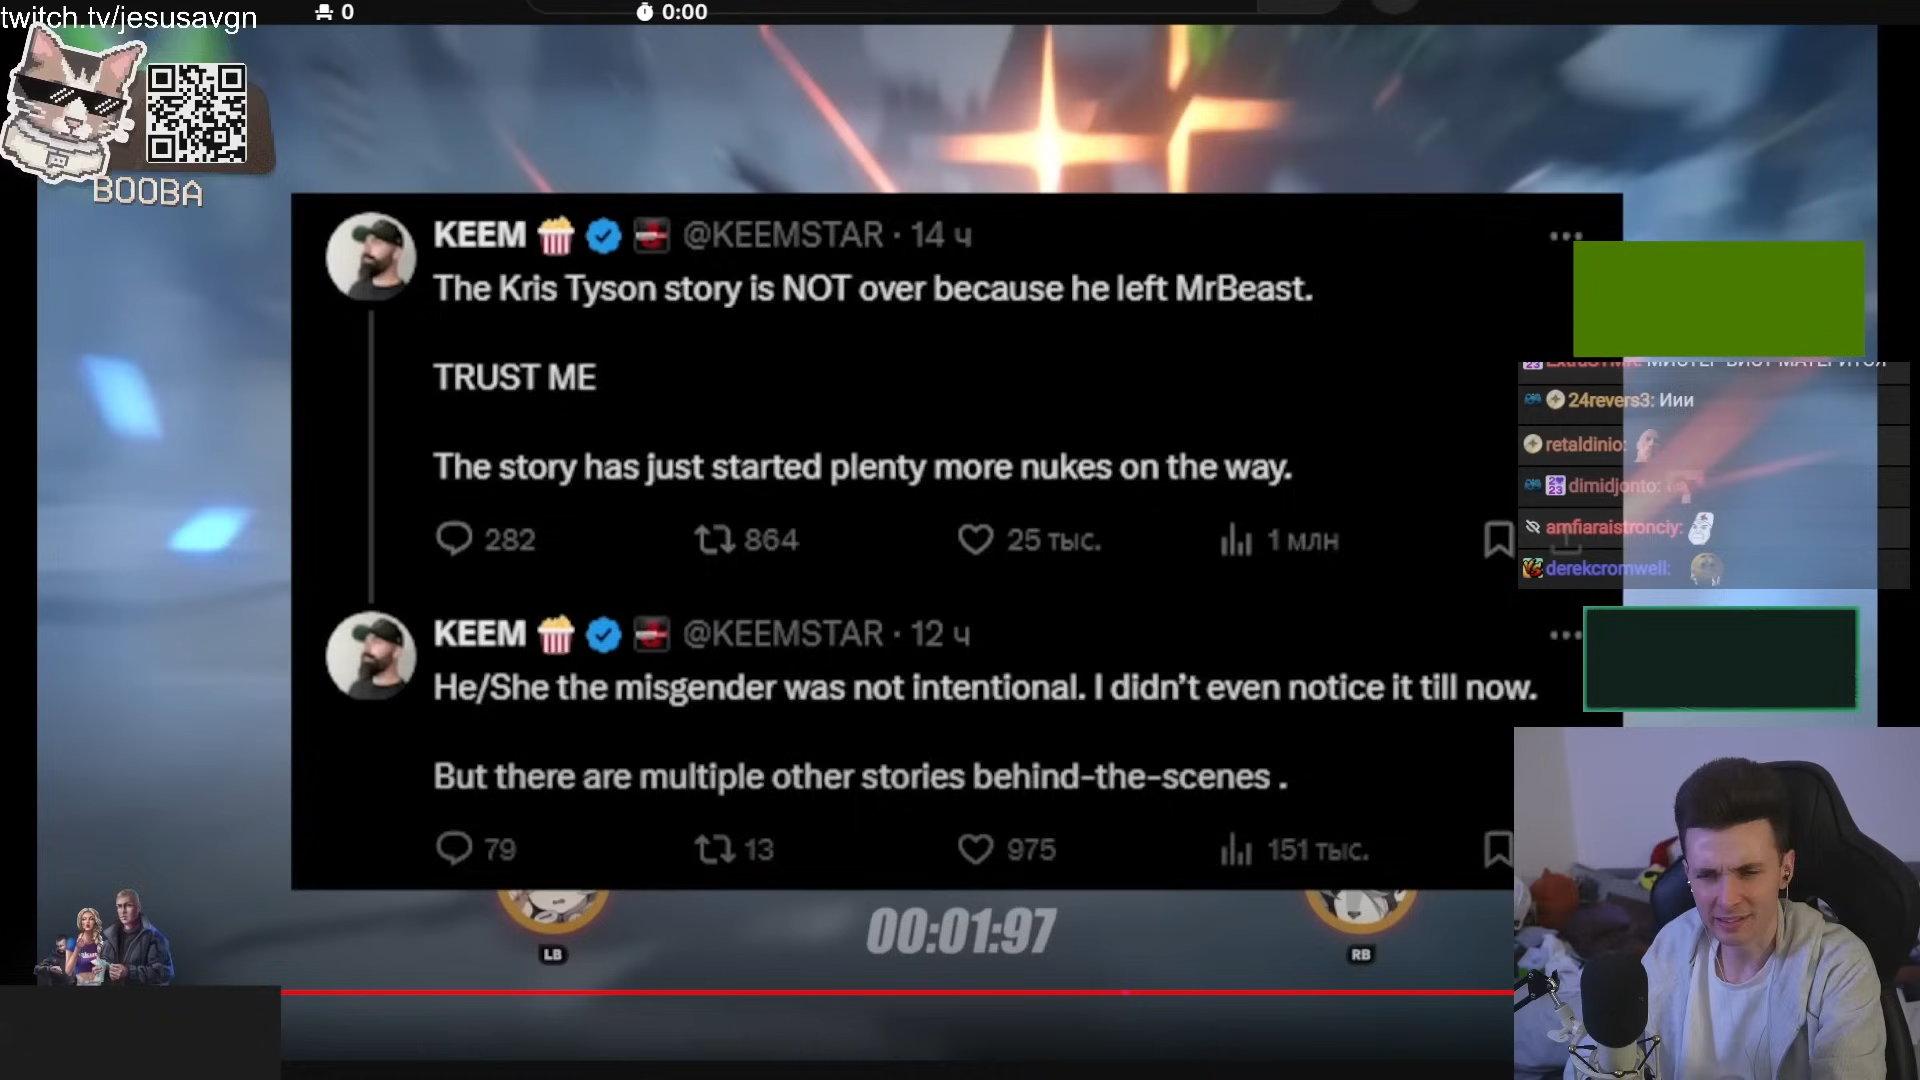 twitch.tv/jesusavgn
0
0:00
BOOBA
KEEM @KEEMSTAR · 14 ч
The Kris Tyson story is NOT over because he left MrBeast.
TRUST ME
The story has just started plenty more nukes on the way.
282 864 25 тыс. 1 млн
KEEM @KEEMSTAR · 12 ч
He/She the misgender was not intentional. I didn't even notice it till now.
But there are multiple other stories behind-the-scenes .
79 13 975 151 тыс.
24revers3: Иии
retaldinio:
dimidjonto:
amfiaraistronciy:
derekcromwell:
00:01:97
LB
RB